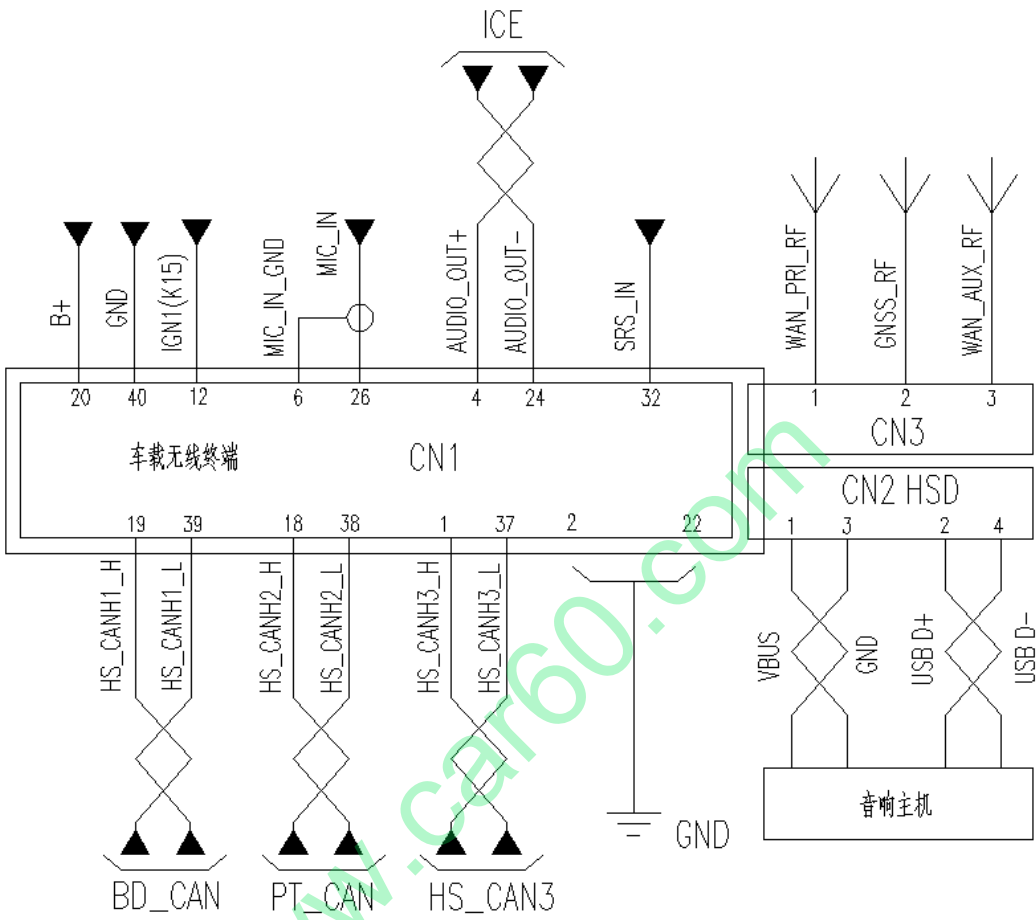 ICE
B+
GND
IGN1(K15)
MIC_IN_GND
MIC_IN
AUDIO_OUT+
AUDIO_OUT-
SRS_IN
WAN_PRI_RF
GNSS_RF
WAN_AUX_RF
20 40 12 6 26 4 24 32
1 2 3
车载无线终端 CN1
CN3
CN2 HSD
19 39 18 38 1 37 2 22
1 3 2 4
HS_CANH1_H
HS_CANH1_L
HS_CANH2_H
HS_CANH2_L
HS_CANH3_H
HS_CANH3_L
VBUS
GND
USB D+
USB D-
音响主机
GND
BD_CAN PT_CAN HS_CAN3
w.car60.com